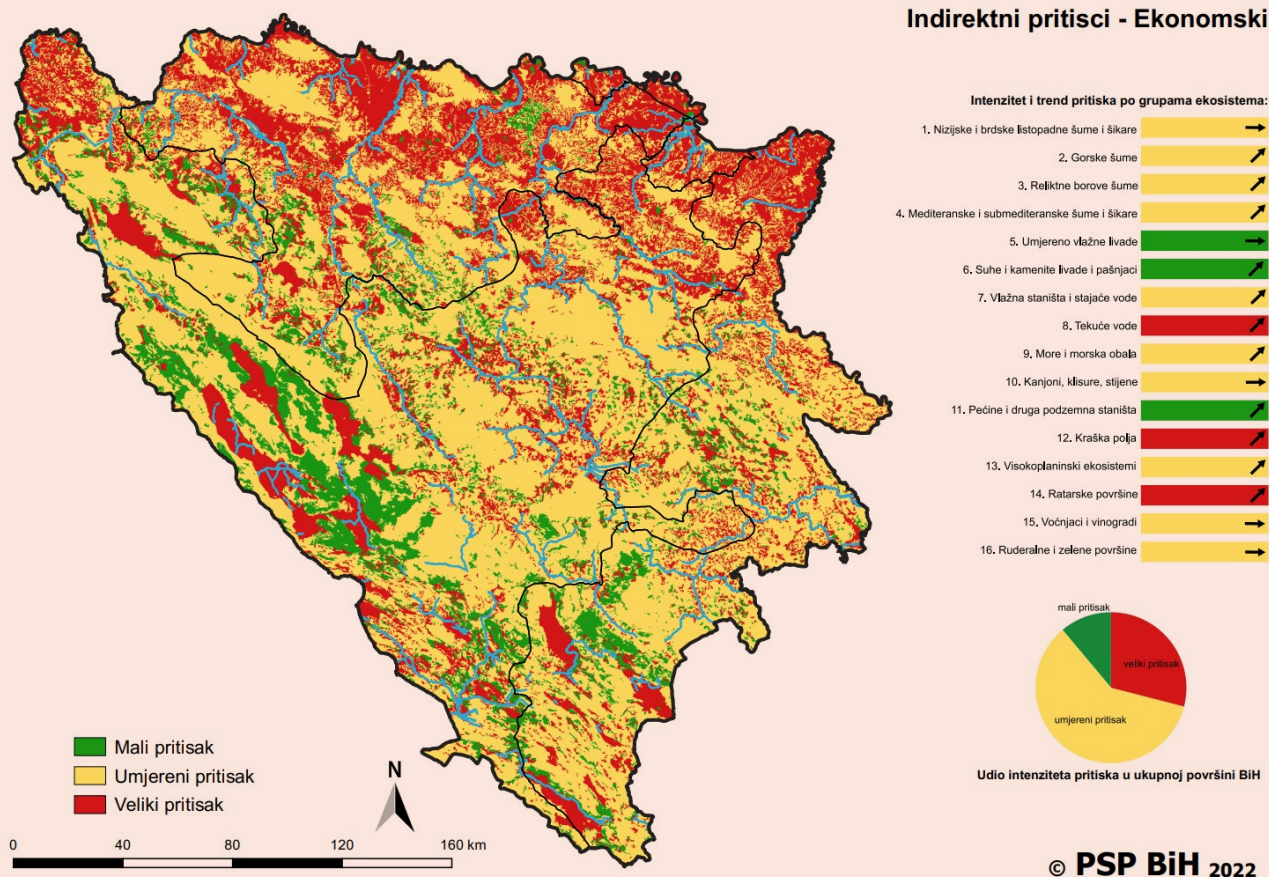 Indirektni pritisci - Ekonomski
Intenzitet i trend pritiska po grupama ekosistema:
1. Nizijske i brdske listopadne šume i šikare
2. Gorske šume
3. Reliktne borove šume
4. Mediteranske i submediteranske šume i šikare
5. Umjereno vlažne livade
6. Suhe i kamenite livade i pašnjaci
7. Vlažna staništa i stajaće vode
8. Tekuće vode
9. More i morska obala
10. Kanjoni, klisure, stijene
11. Pećine i druga podzemna staništa
12. Kraška polja
13. Visokoplaninski ekosistemi
14. Ratarske površine
15. Voćnjaci i vinogradi
16. Ruderalne i zelene površine
mali pritisak
veliki pritisak
umjereni pritisak
Udio intenziteta pritiska u ukupnoj površini BiH
Mali pritisak
Umjereni pritisak
Veliki pritisak
N
0 40 80 120 160 km
© PSP BiH 2022